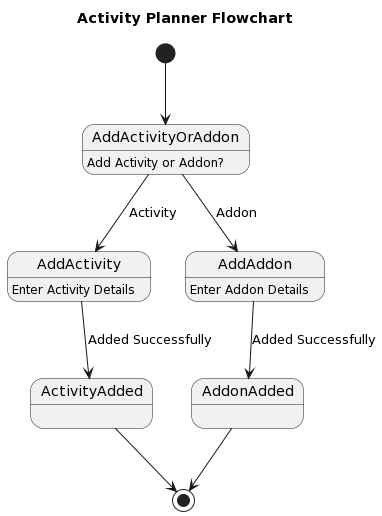 Activity Planner Flowchart
AddActivityOrAddon
Add Activity or Addon?
Activity
Addon
AddActivity
Enter Activity Details
AddAddon
Enter Addon Details
Added Successfully
Added Successfully
ActivityAdded
AddonAdded